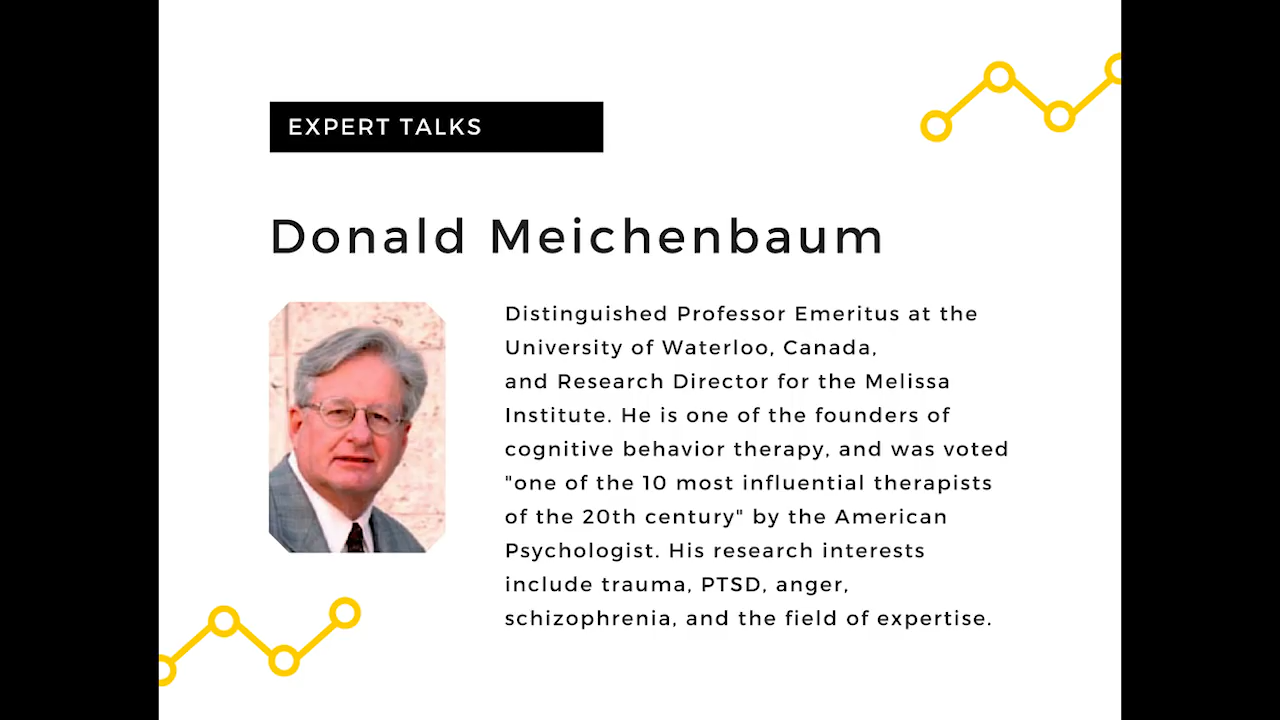 EXPERT TALKS
Donald Meichenbaum
Distinguished Professor Emeritus at the
University of Waterloo, Canada,
and Research Director for the Melissa
Institute. He is one of the founders of
cognitive behavior therapy, and was voted
"one of the 10 most influential therapists
of the 20th century" by the American
Psychologist. His research interests
include trauma, PTSD, anger,
schizophrenia, and the field of expertise.